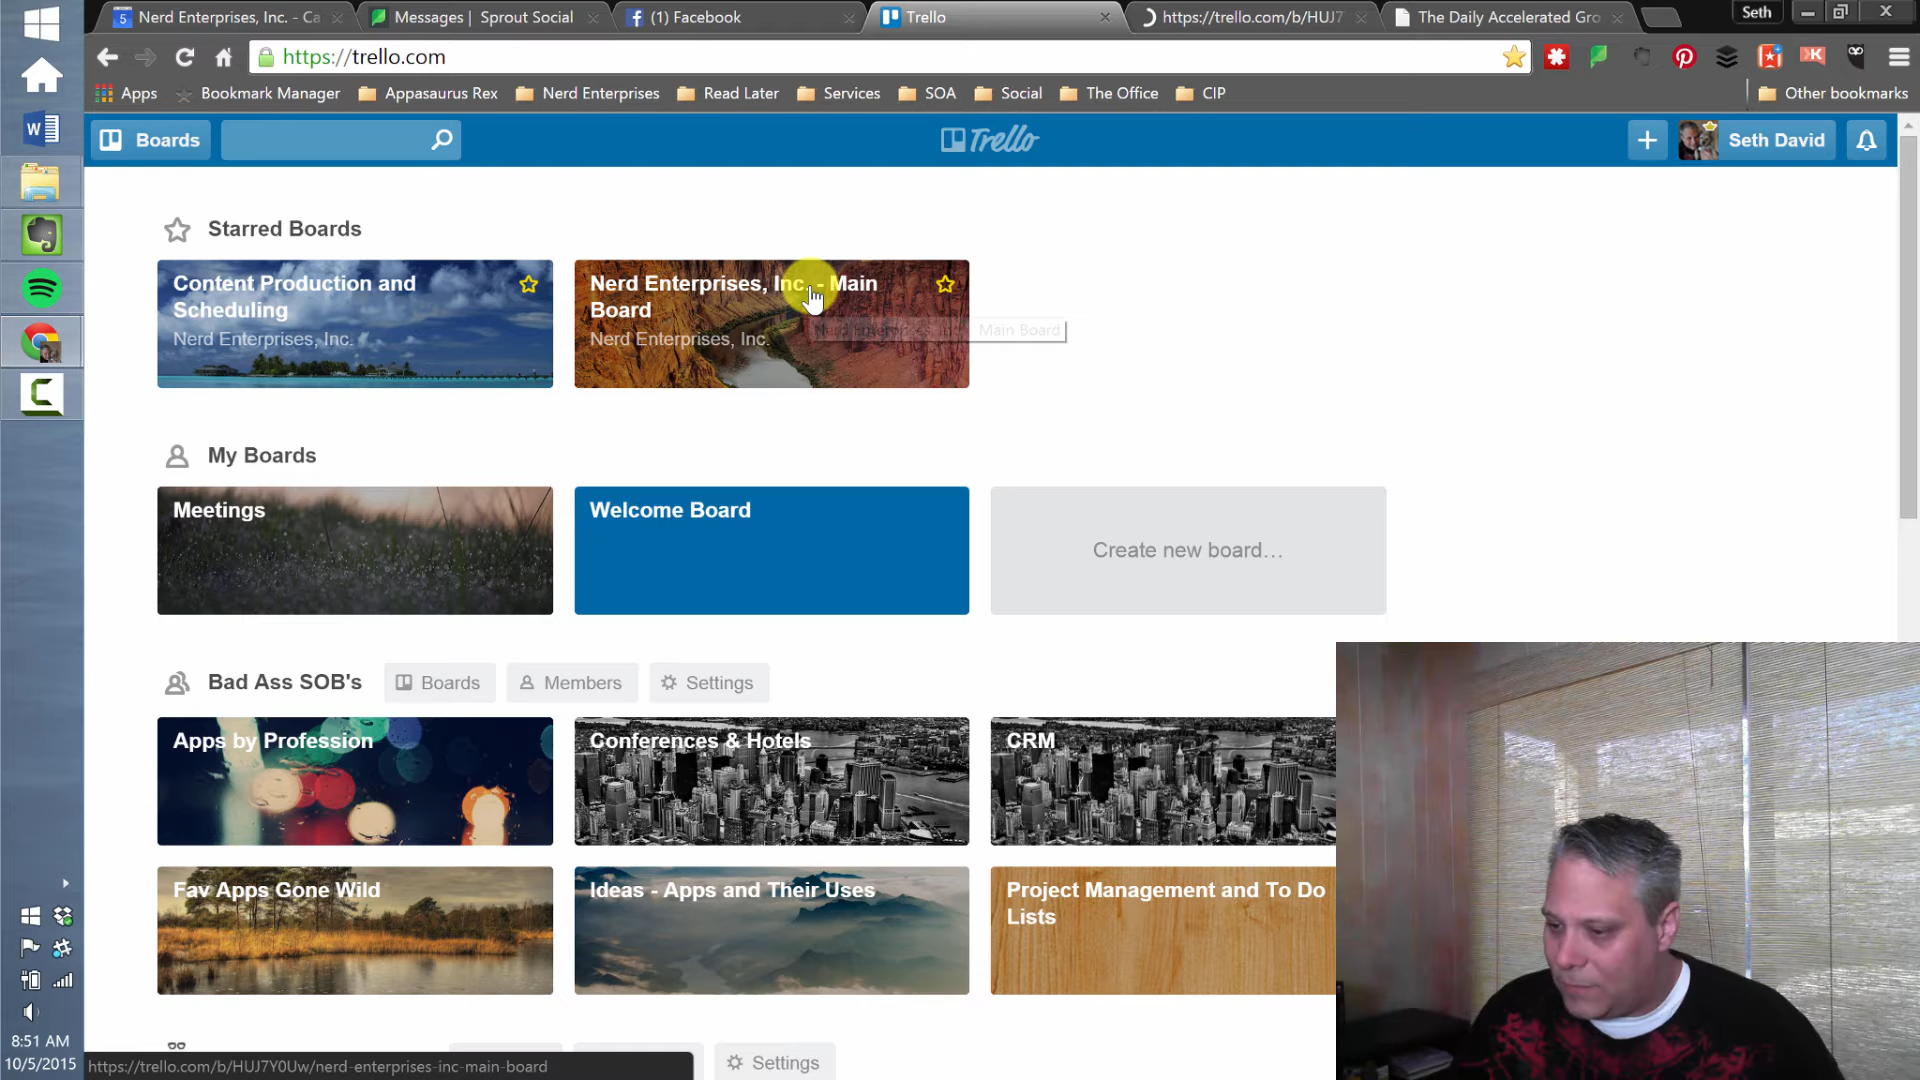 Nerd Enterprises, Inc. - Ca
Messages | Sprout Social
(1) Facebook
Trello
https://trello.com/b/HUJ7
The Daily Accelerated Gro
Seth
https://trello.com
Apps
Bookmark Manager
Appasaurus Rex
Nerd Enterprises
Read Later
Services
SOA
Social
The Office
CIP
Other bookmarks
Boards
Trello
Seth David
Starred Boards
Content Production and
Scheduling
Nerd Enterprises, Inc.
Nerd Enterprises, Inc. - Main
Board
Nerd Enterprises, Inc.
Nerd Enterprises, Inc. - Main Board
My Boards
Meetings
Welcome Board
Create new board…
Bad Ass SOB's
Boards
Members
Settings
Apps by Profession
Conferences & Hotels
CRM
Fav Apps Gone Wild
Ideas - Apps and Their Uses
Project Management and To Do
Lists
Settings
8:51 AM
10/5/2015
https://trello.com/b/HUJ7Y0Uw/nerd-enterprises-inc-main-board